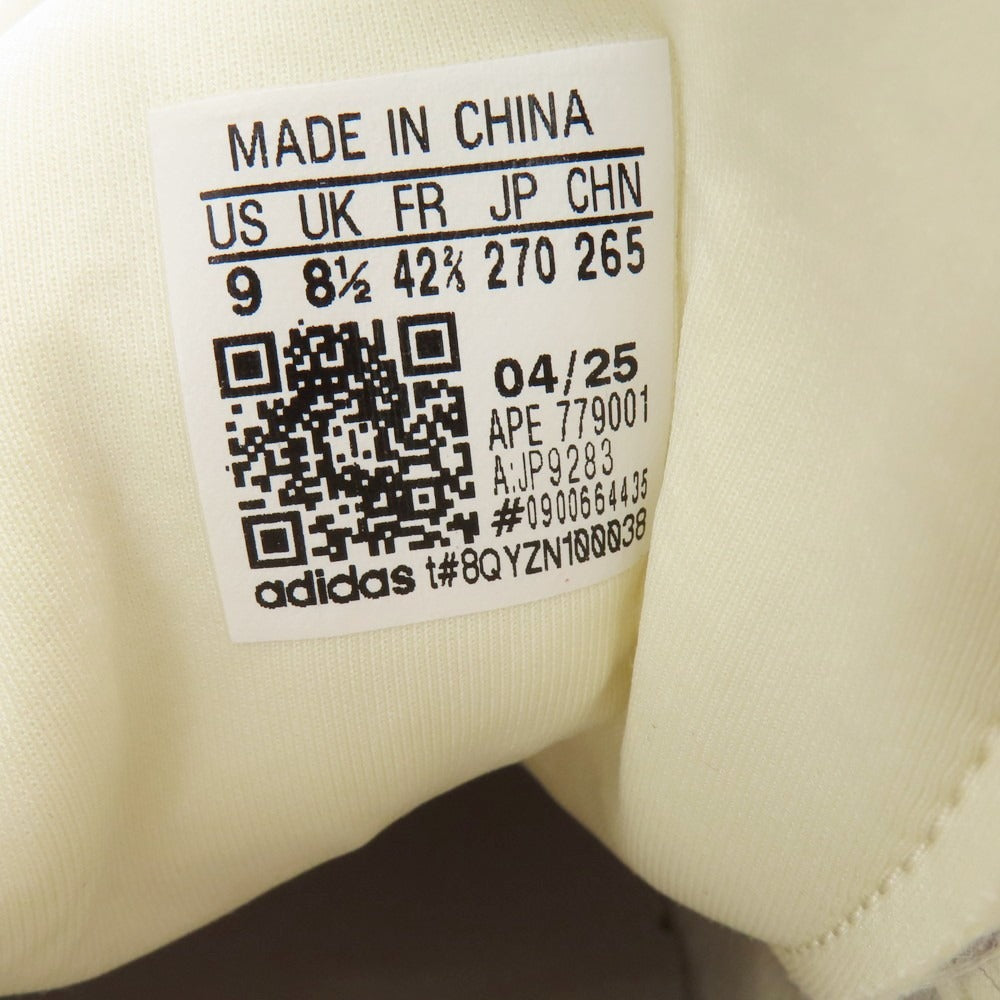 MADE IN CHINA
US UK FR JP CHN
9 8½ 42⅔ 270 265
04/25
APE 779001
A:JP9283
#0900664435
adidas t#8QYZN100038